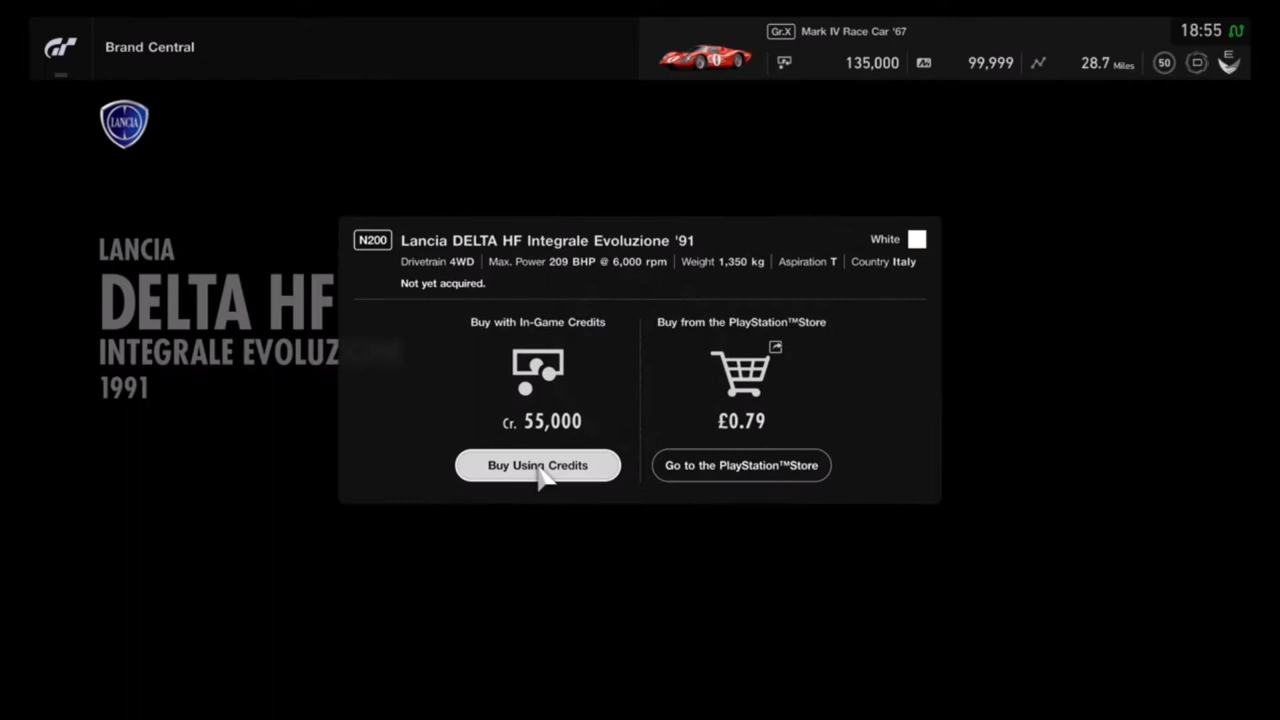 Brand Central
Gr.X Mark IV Race Car '67
135,000 99,999 28.7 Miles 50 D E
18:55
LANCIA
LANCIA
DELTA HF
INTEGRALE EVOLUZIONE
1991
N200 Lancia DELTA HF Integrale Evoluzione '91 White
Drivetrain 4WD Max. Power 209 BHP @ 6,000 rpm Weight 1,350 kg Aspiration T Country Italy
Not yet acquired.
Buy with In-Game Credits
Cr. 55,000
Buy Using Credits
Buy from the PlayStation™Store
£0.79
Go to the PlayStation™Store